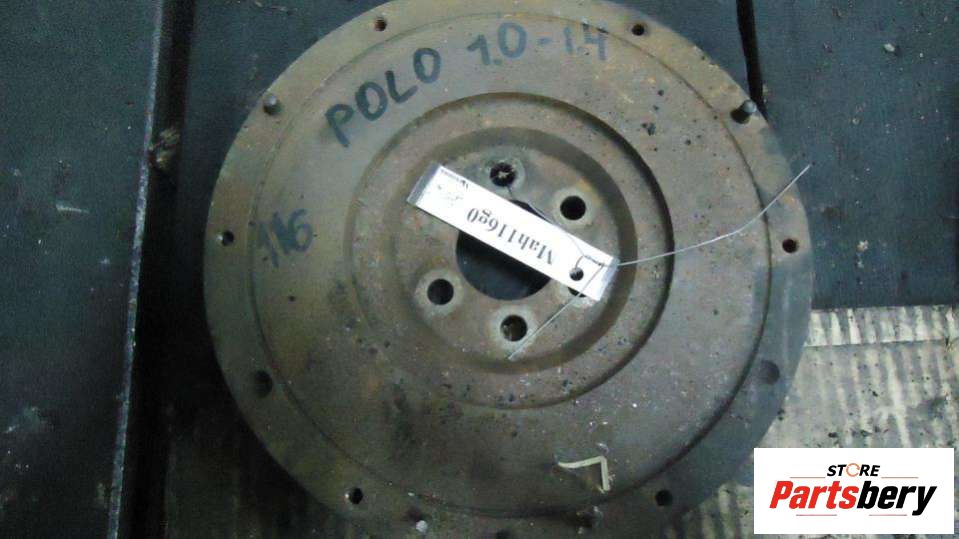 POLO 1.0-1.4
116
Mah116g0
STORE
Partsbery